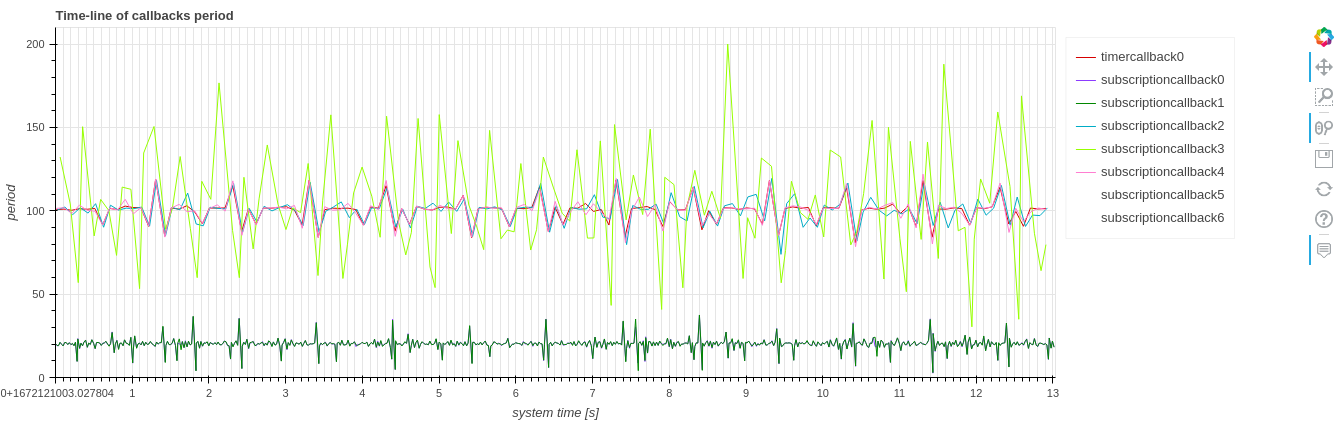 Time-line of callbacks period
200
150
100
50
0
period
0+1672121003.027804 1 2 3 4 5 6 7 8 9 10 11 12 13
system time [s]
timercallback0
subscriptioncallback0
subscriptioncallback1
subscriptioncallback2
subscriptioncallback3
subscriptioncallback4
subscriptioncallback5
subscriptioncallback6